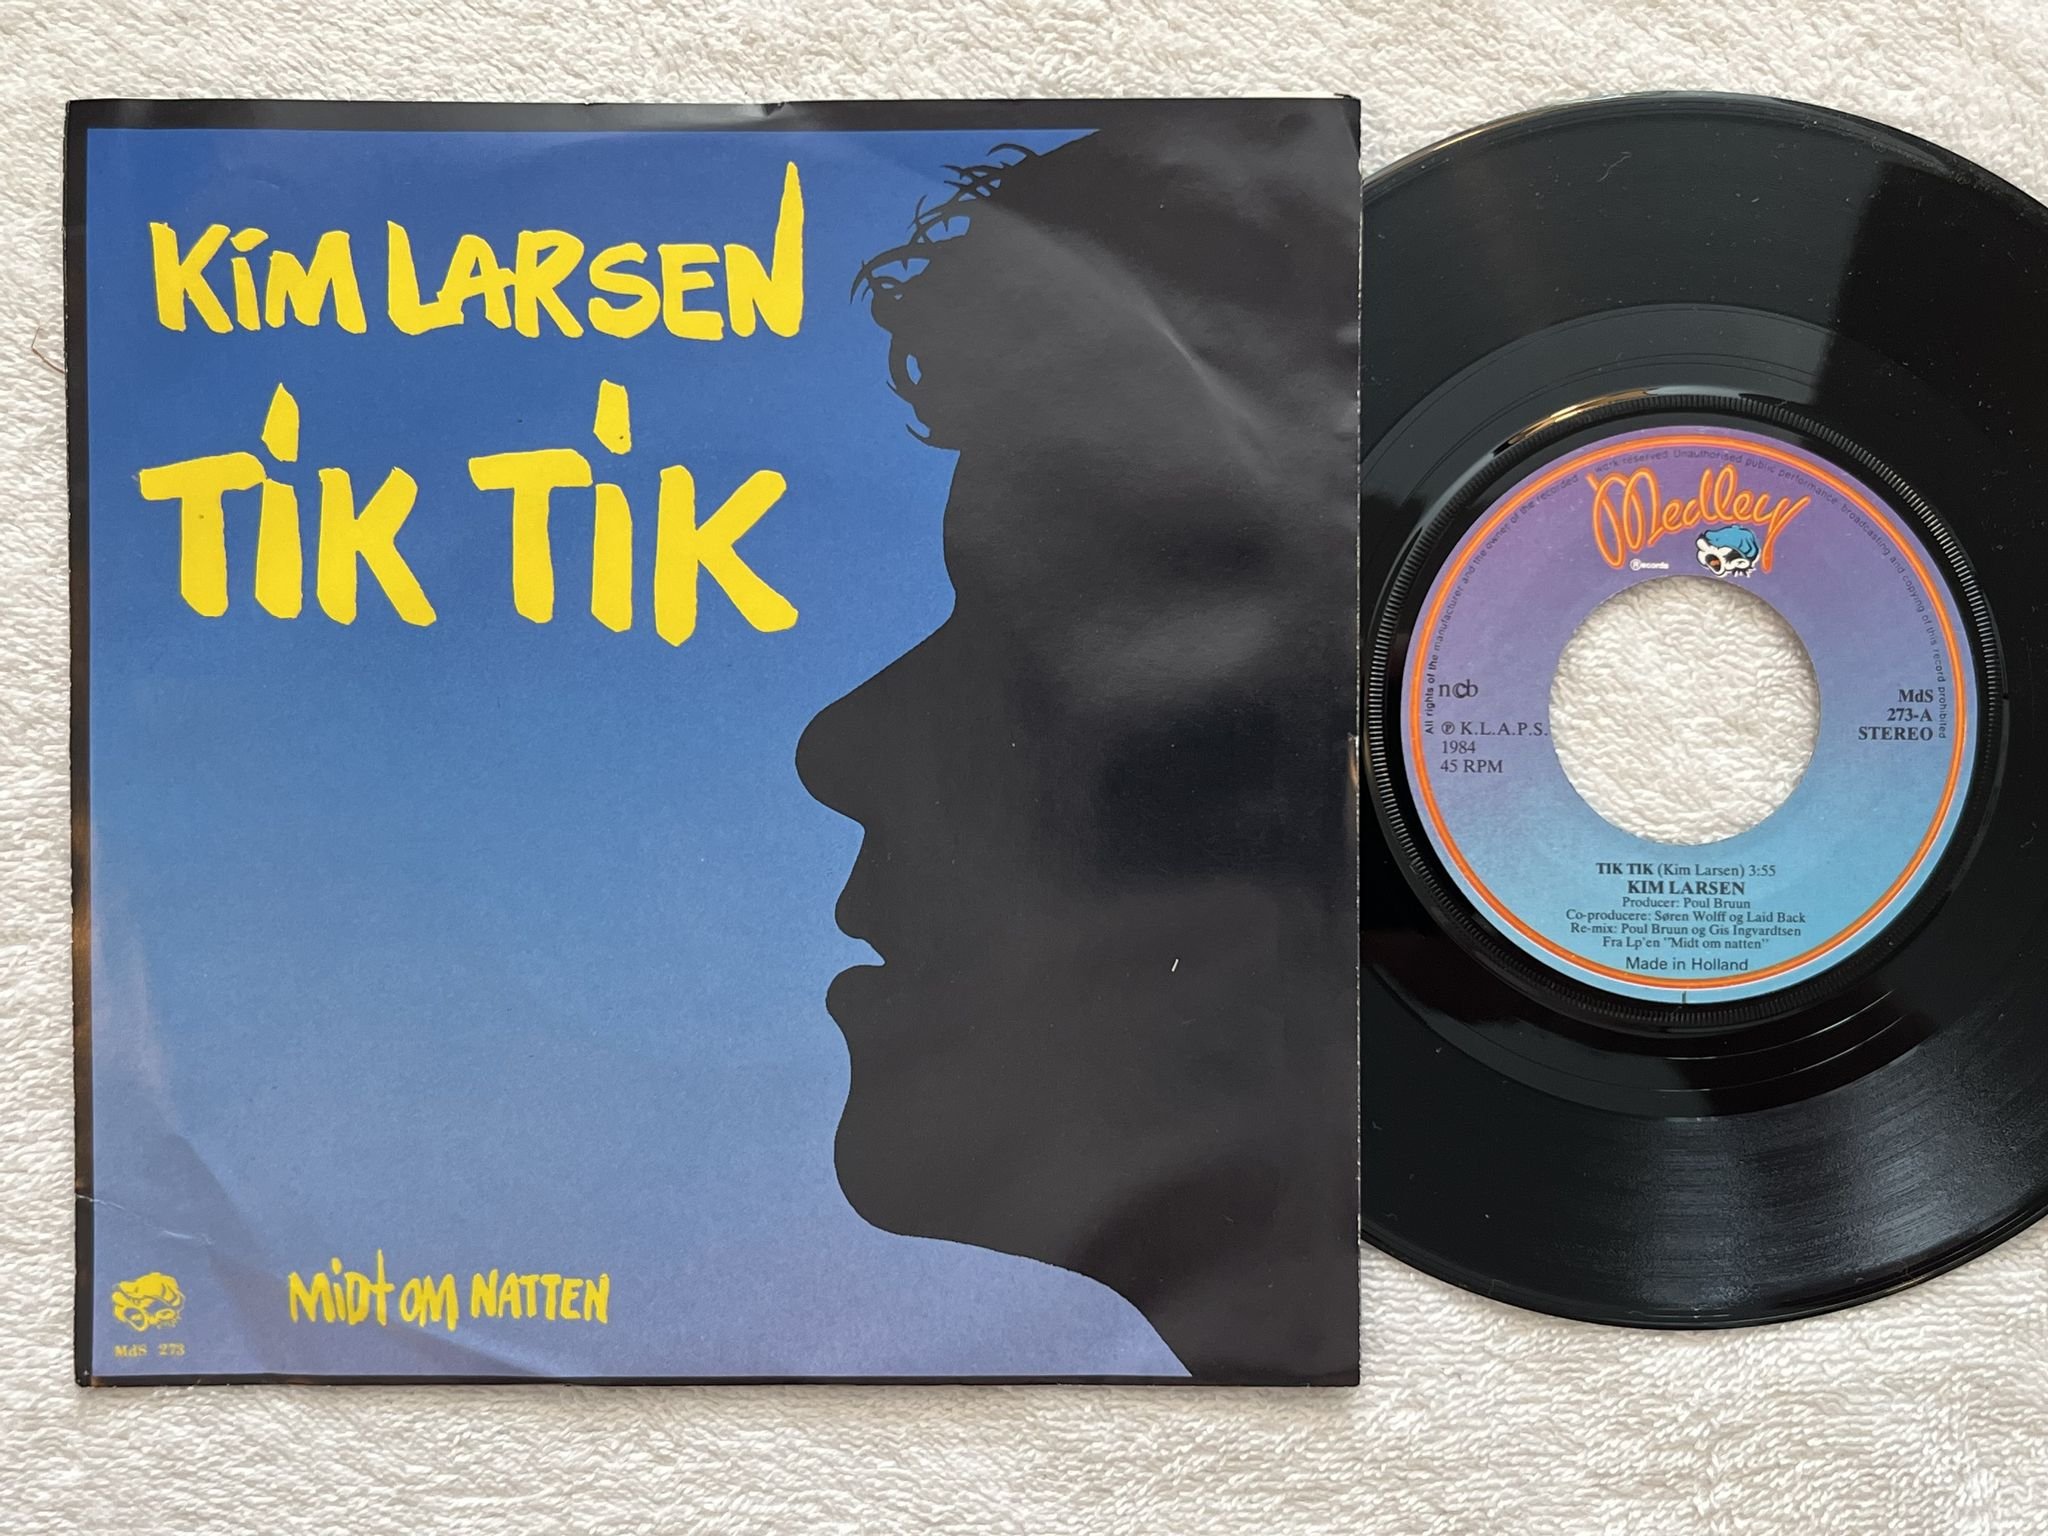 KiM LARSEN
TiK TiK
MiDt OM NATTEN
MdS 273
All rights of the manufacturer and the owner of the recorded work reserved Unauthorised public performance, broadcasting and copying of this record prohibited
Medley
Records
ncb
MdS
273-A
STEREO
℗ K.L.A.P.S.
1984
45 RPM
TIK TIK (Kim Larsen) 3:55
KIM LARSEN
Producer: Poul Bruun
Co-producere: Søren Wolff og Laid Back
Re-mix: Poul Bruun og Gis Ingvardtsen
Fra Lp'en "Midt om natten"
Made in Holland